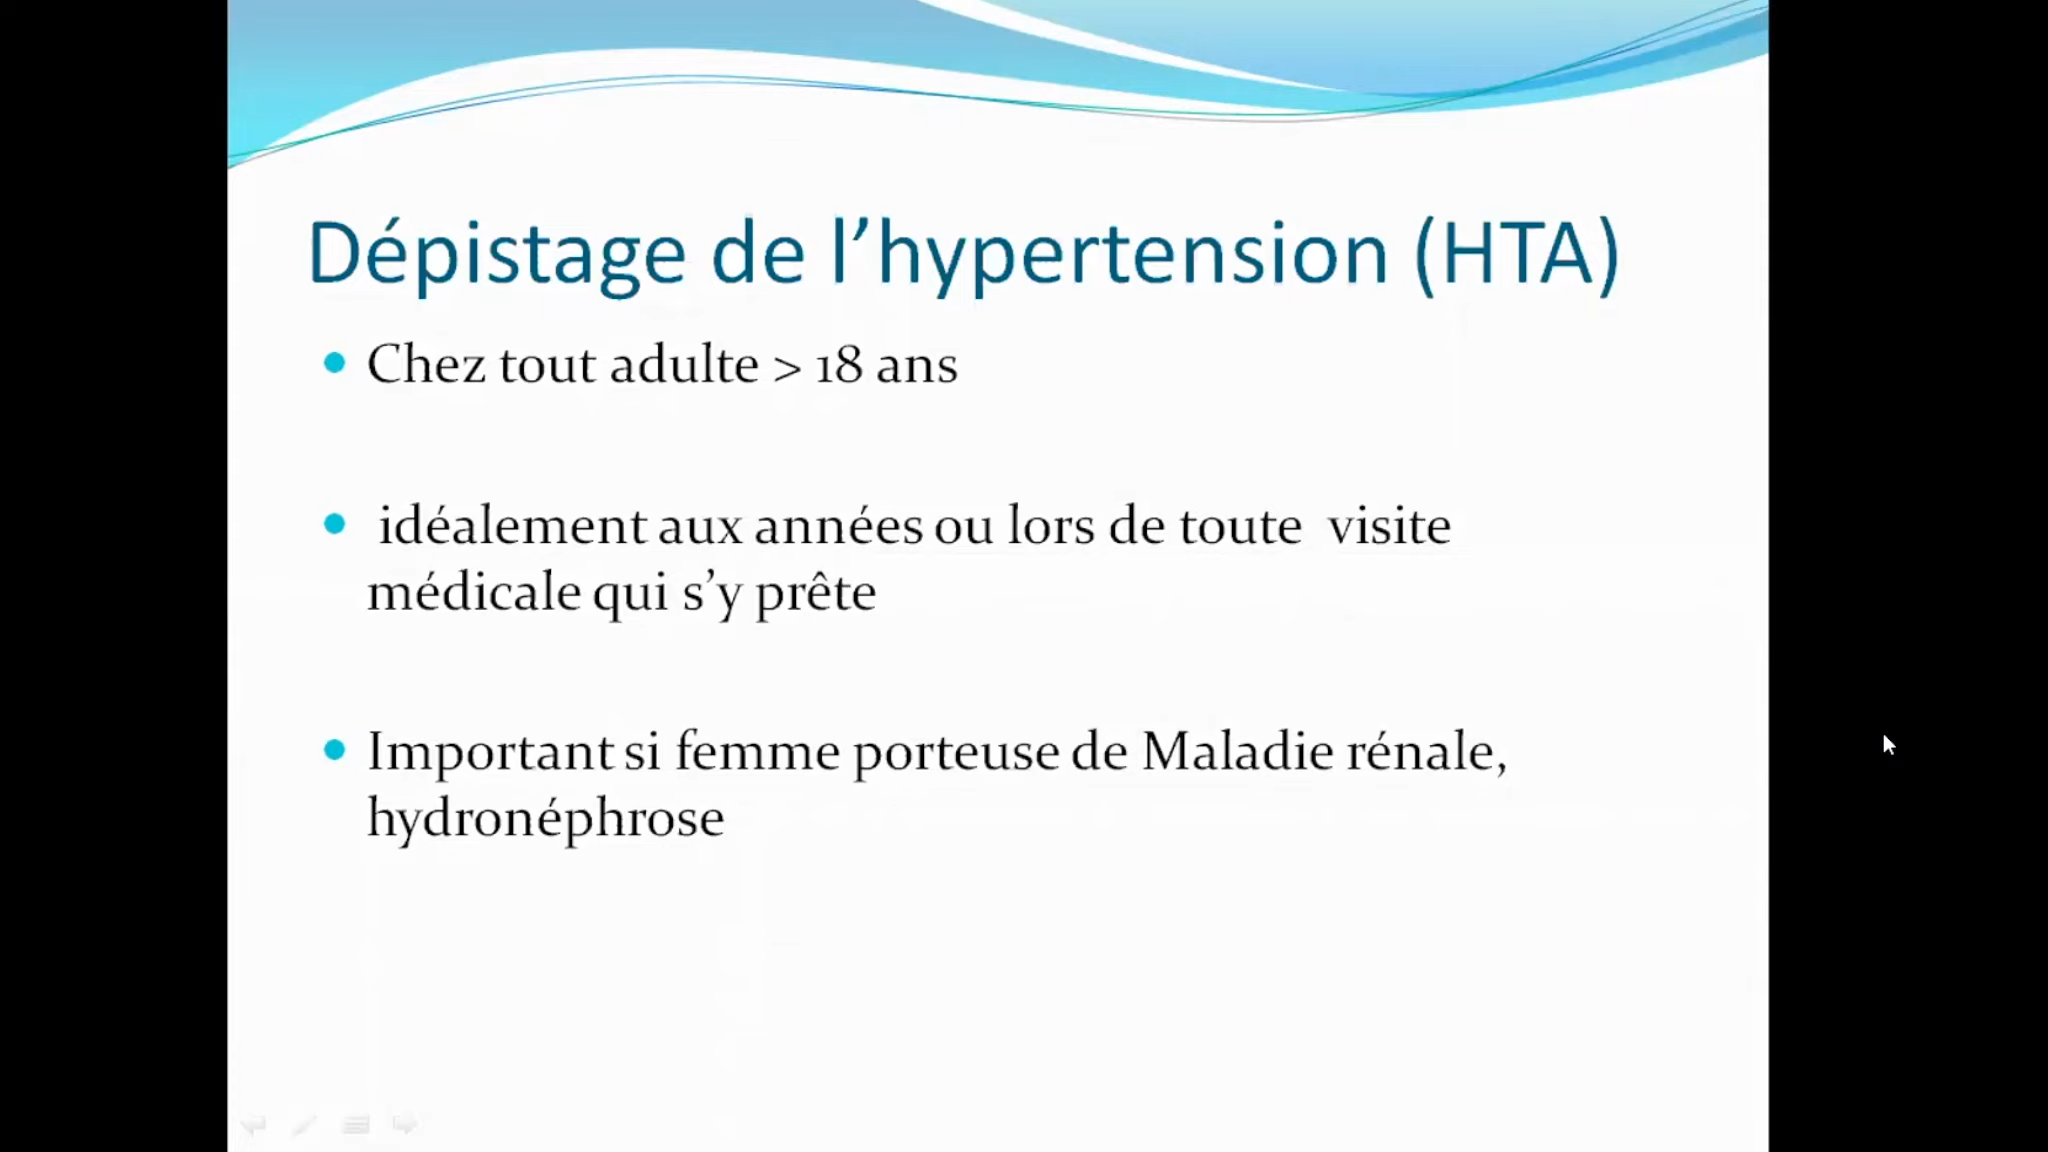 Dépistage de l’hypertension (HTA)
Chez tout adulte > 18 ans
idéalement aux années ou lors de toute visite
médicale qui s’y prête
Important si femme porteuse de Maladie rénale,
hydronéphrose